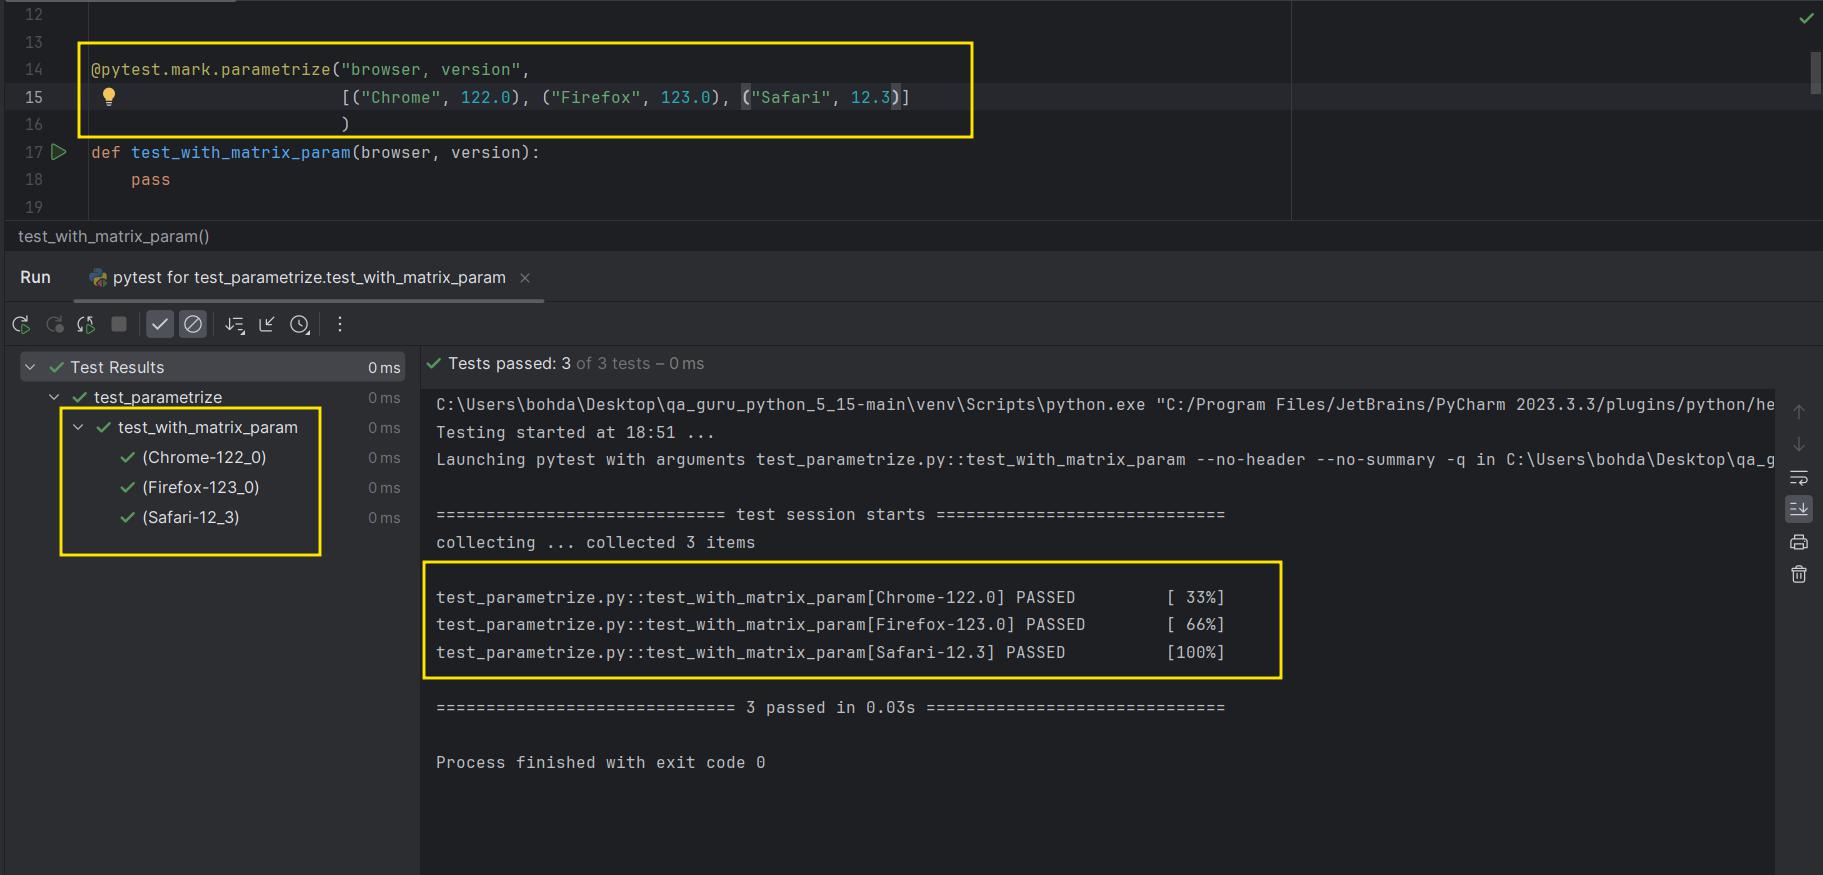 12
13
14 @pytest.mark.parametrize("browser, version",
15 [("Chrome", 122.0), ("Firefox", 123.0), ("Safari", 12.3)]
16 )
17 def test_with_matrix_param(browser, version):
18 pass
19
test_with_matrix_param()
Run pytest for test_parametrize.test_with_matrix_param
Test Results 0 ms
test_parametrize 0 ms
test_with_matrix_param 0 ms
(Chrome-122_0) 0 ms
(Firefox-123_0) 0 ms
(Safari-12_3) 0 ms
Tests passed: 3 of 3 tests – 0 ms
C:\Users\bohda\Desktop\qa_guru_python_5_15-main\venv\Scripts\python.exe "C:/Program Files/JetBrains/PyCharm 2023.3.3/plugins/python/he
Testing started at 18:51 ...
Launching pytest with arguments test_parametrize.py::test_with_matrix_param --no-header --no-summary -q in C:\Users\bohda\Desktop\qa_g
============================= test session starts =============================
collecting ... collected 3 items
test_parametrize.py::test_with_matrix_param[Chrome-122.0] PASSED [ 33%]
test_parametrize.py::test_with_matrix_param[Firefox-123.0] PASSED [ 66%]
test_parametrize.py::test_with_matrix_param[Safari-12.3] PASSED [100%]
============================== 3 passed in 0.03s ==============================
Process finished with exit code 0